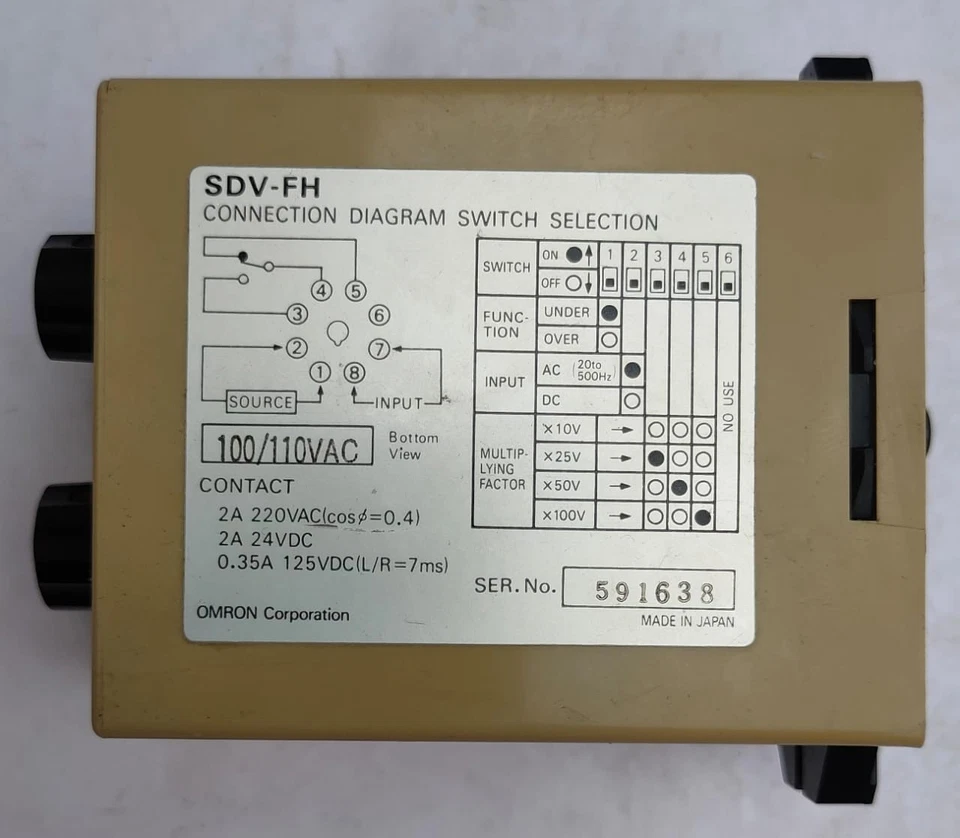 SDV-FH
CONNECTION DIAGRAM SWITCH SELECTION
④ ⑤
③ ⑥
② ⑦
① ⑧
SOURCE
INPUT
100/110VAC
Bottom
View
CONTACT
2A 220VAC(cosφ=0.4)
2A 24VDC
0.35A 125VDC(L/R=7ms)
OMRON Corporation
SWITCH ON ●↑ 1 2 3 4 5 6
OFF ○↓
FUNC-
TION
UNDER ●
OVER ○
INPUT
AC (20to
500Hz) ●
DC ○
MULTIP-
LYING
FACTOR
×10V → ○ ○ ○
×25V → ● ○ ○
×50V → ○ ● ○
×100V → ○ ○ ●
NO USE
SER. No. 591638
MADE IN JAPAN